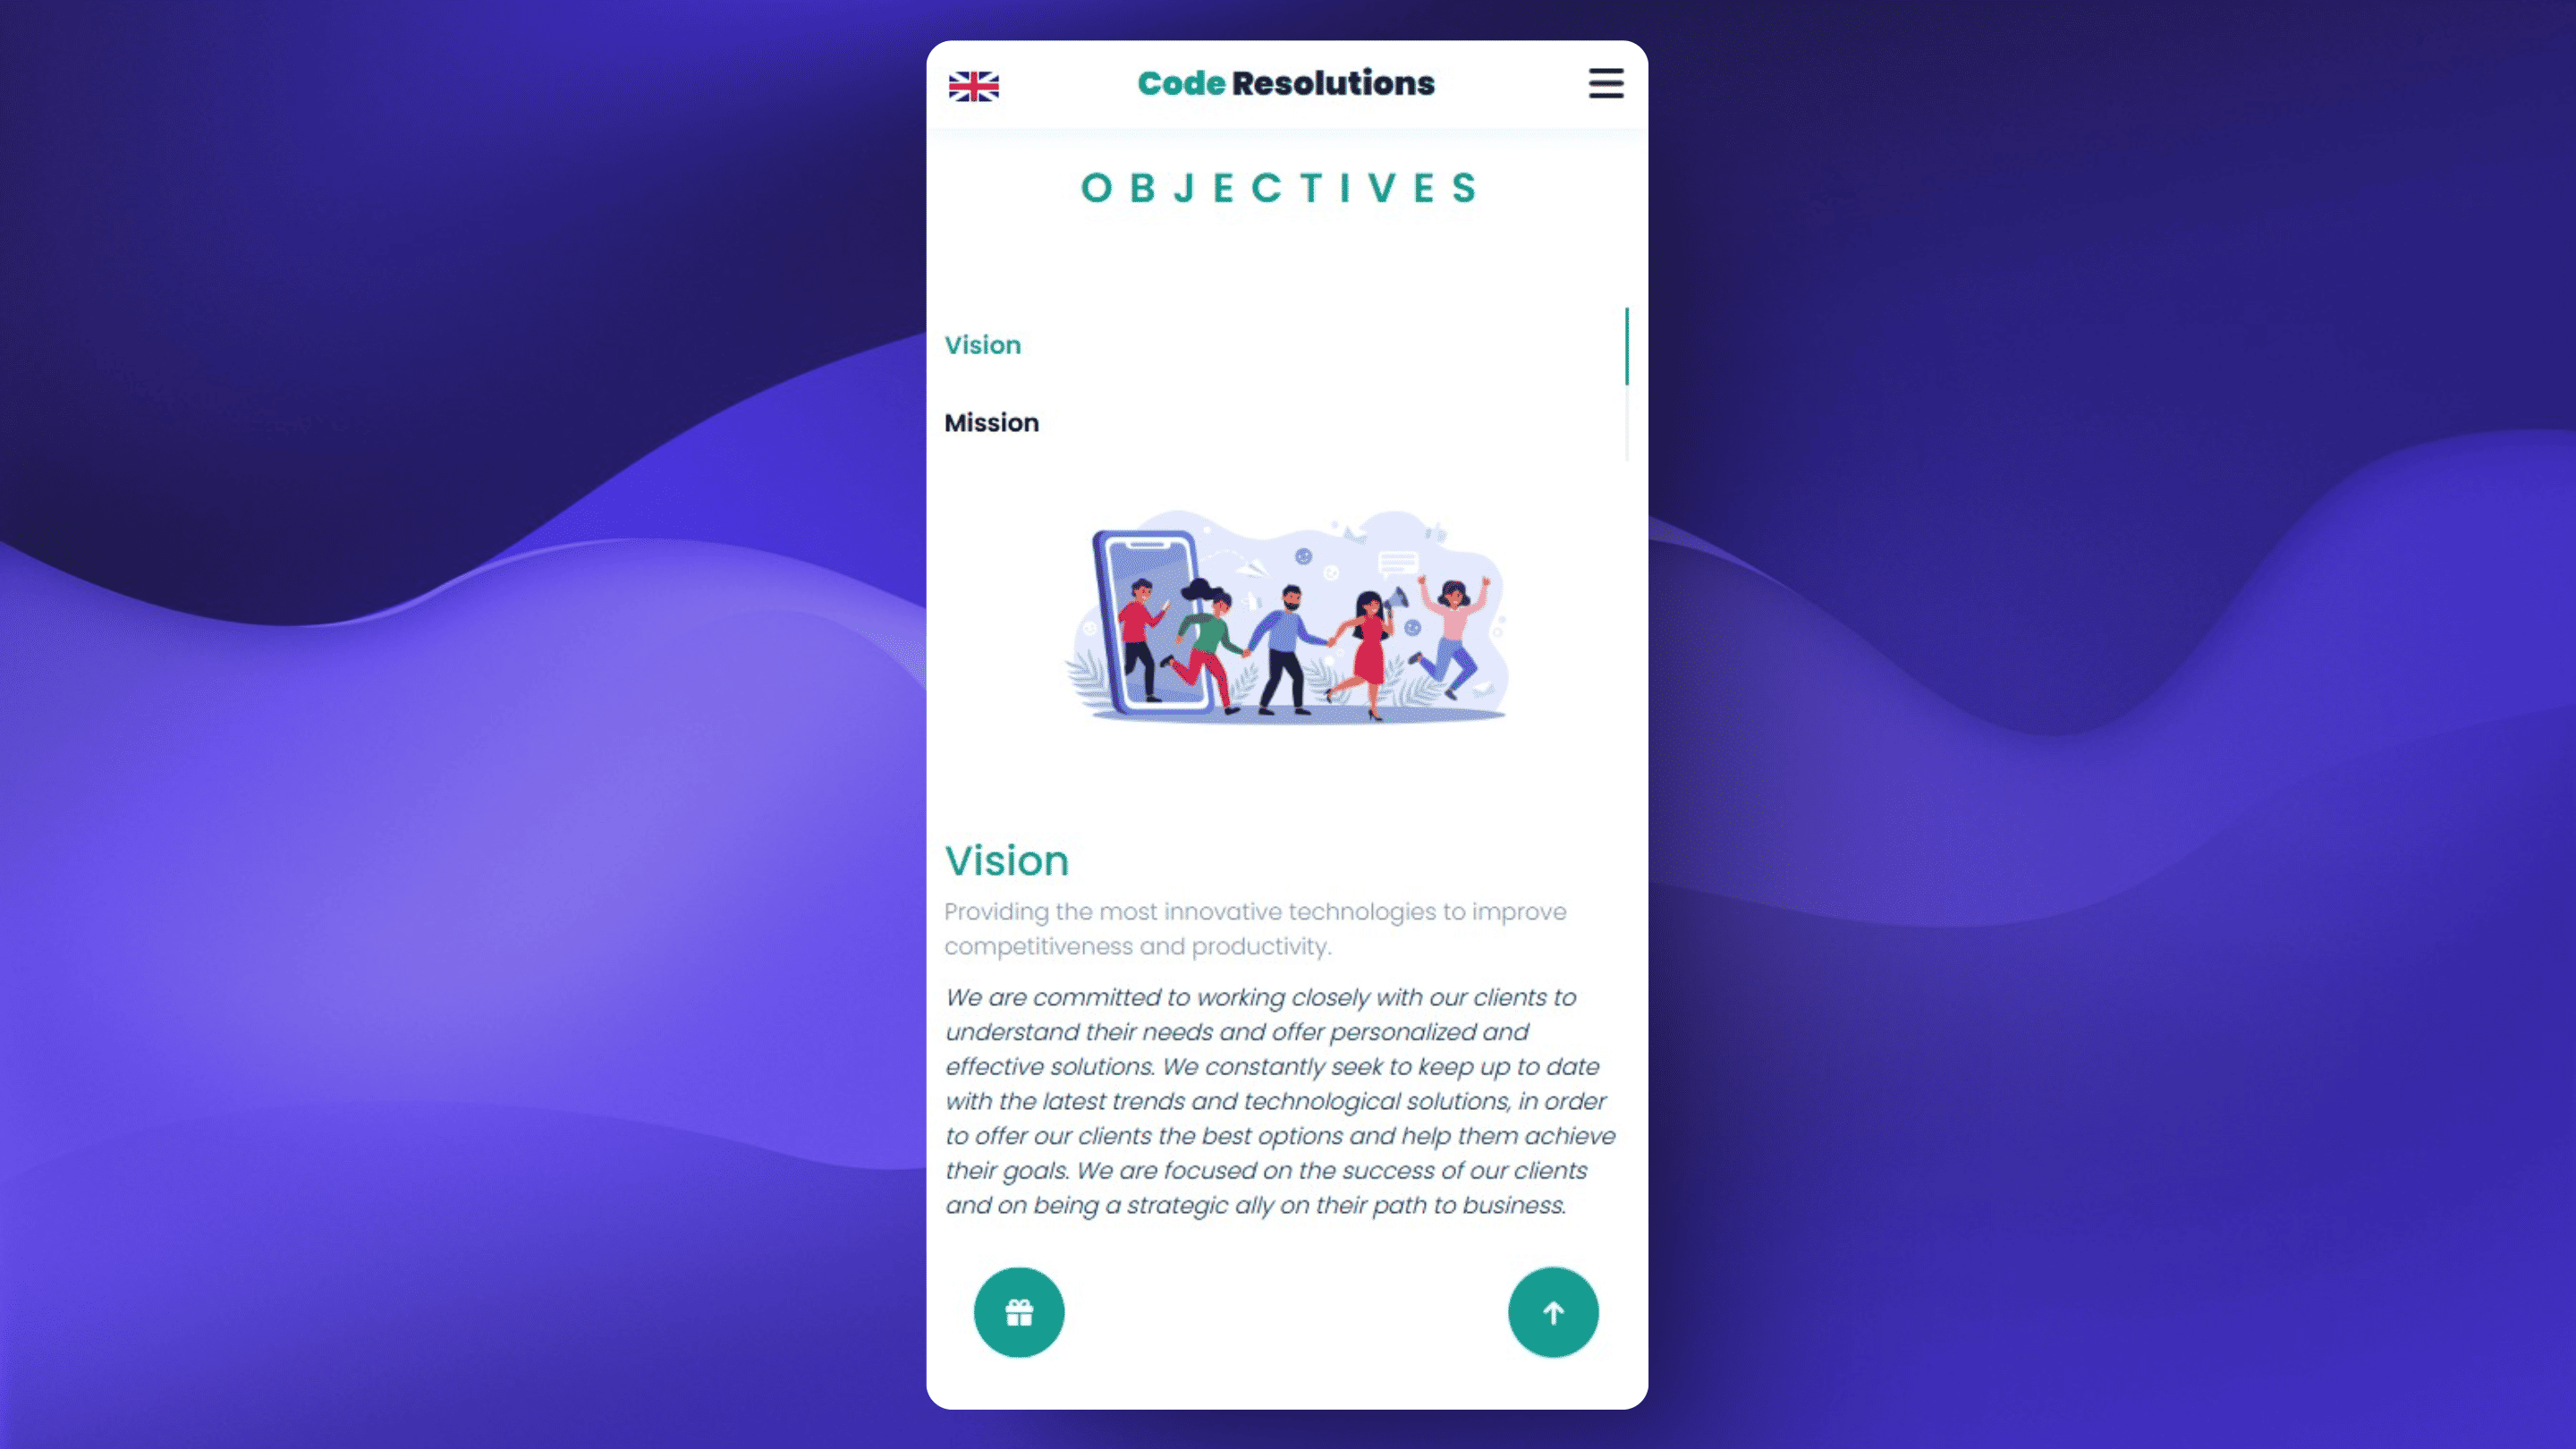 Code Resolutions
OBJECTIVES
Vision
Mission
Vision
Providing the most innovative technologies to improve
competitiveness and productivity.
We are committed to working closely with our clients to
understand their needs and offer personalized and
effective solutions. We constantly seek to keep up to date
with the latest trends and technological solutions, in order
to offer our clients the best options and help them achieve
their goals. We are focused on the success of our clients
and on being a strategic ally on their path to business.